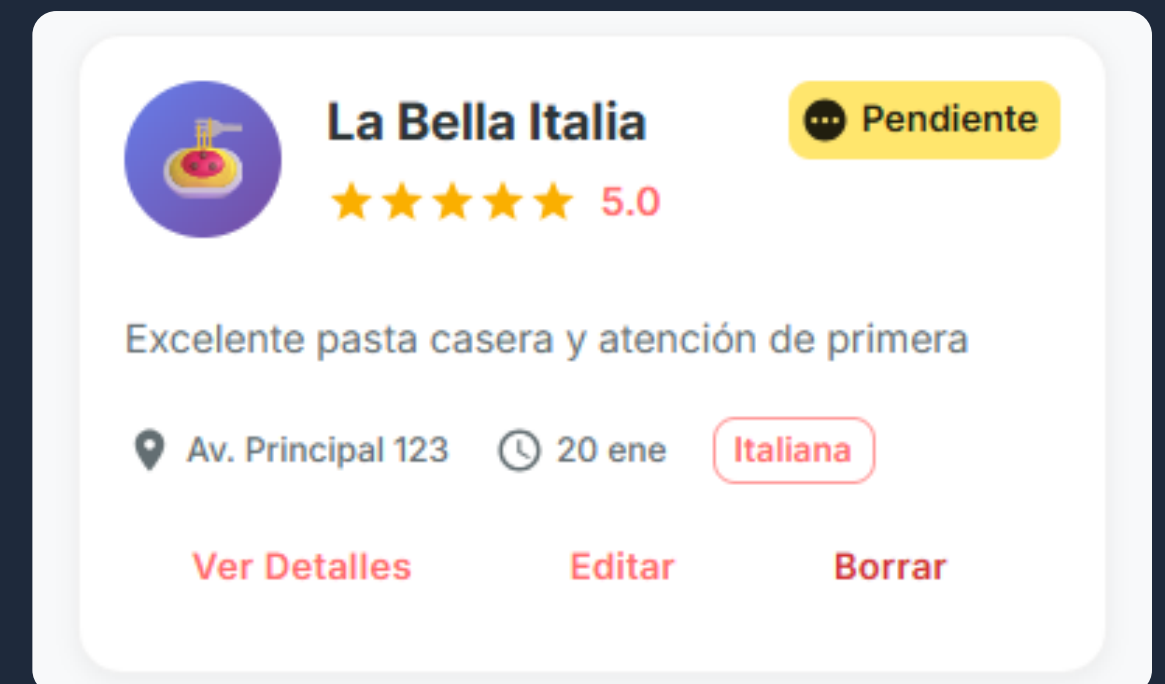 La Bella Italia
Pendiente
5.0
Excelente pasta casera y atención de primera
Av. Principal 123 20 ene Italiana
Ver Detalles Editar Borrar